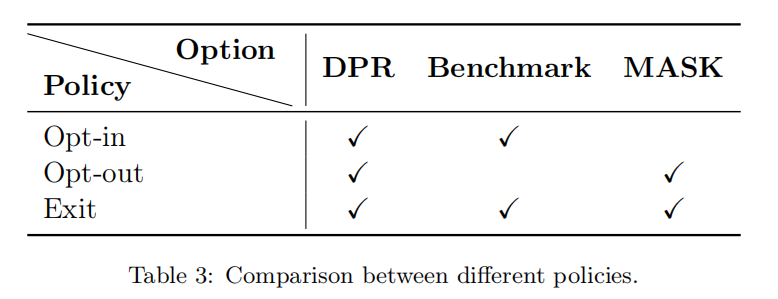 Option
Policy DPR Benchmark MASK
Opt-in ✓ ✓
Opt-out ✓ ✓
Exit ✓ ✓ ✓
Table 3: Comparison between different policies.